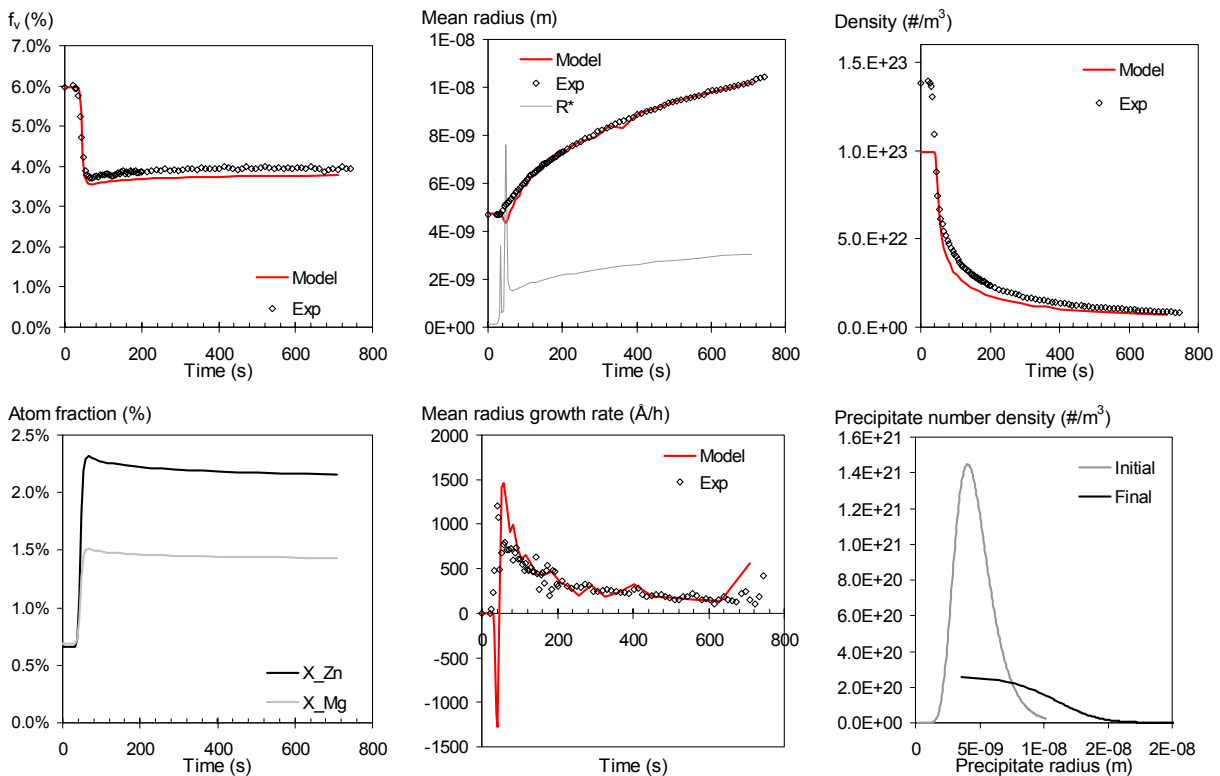 f_v (%)
7.0%
6.0%
5.0%
4.0%
3.0%
2.0%
1.0%
0.0%
0 200 400 600 800
Time (s)
Model
Exp
Mean radius (m)
1E-08
1E-08
8E-09
6E-09
4E-09
2E-09
0E+00
0 200 400 600 800
Time (s)
Model
Exp
R*
Density (#/m³)
1.5E+23
1.0E+23
5.0E+22
0.0E+00
0 200 400 600 800
Time (s)
Model
Exp
Atom fraction (%)
2.5%
2.0%
1.5%
1.0%
0.5%
0.0%
0 200 400 600 800
Time (s)
X_Zn
X_Mg
Mean radius growth rate (Å/h)
2000
1500
1000
500
0
-500
-1000
-1500
0 200 400 600 800
Time (s)
Model
Exp
Precipitate number density (#/m³)
1.6E+21
1.4E+21
1.2E+21
1.0E+21
8.0E+20
6.0E+20
4.0E+20
2.0E+20
0.0E+00
0 5E-09 1E-08 2E-08 2E-08
Precipitate radius (m)
Initial
Final